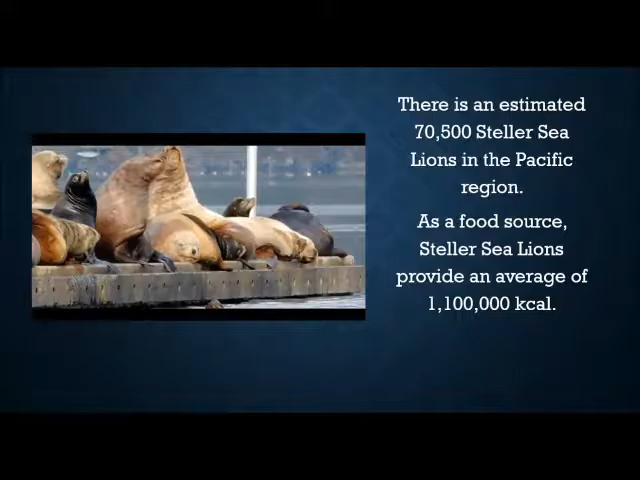 There is an estimated
70,500 Steller Sea
Lions in the Pacific
region.
As a food source,
Steller Sea Lions
provide an average of
1,100,000 kcal.